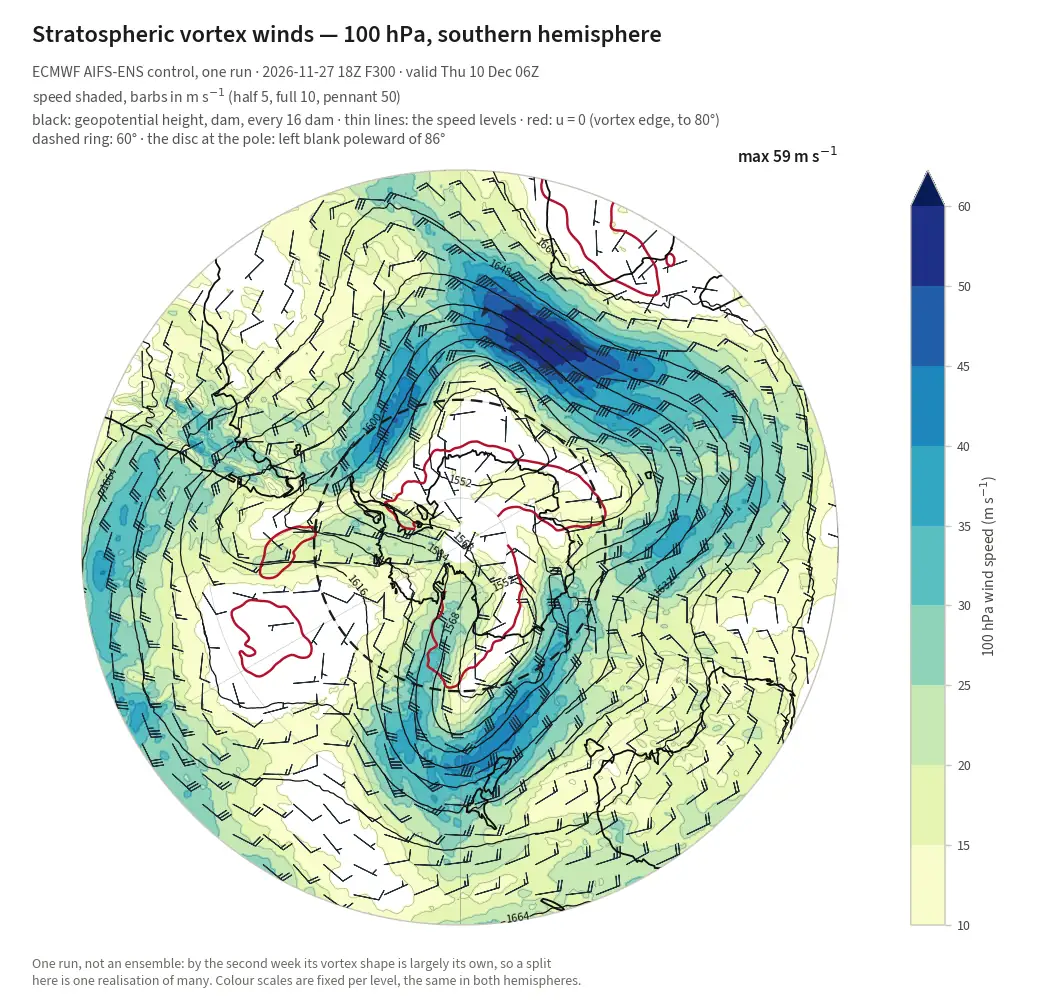 Stratospheric vortex winds — 100 hPa, southern hemisphere
ECMWF AIFS-ENS control, one run · 2026-11-27 18Z F300 · valid Thu 10 Dec 06Z
speed shaded, barbs in m s⁻¹ (half 5, full 10, pennant 50)
black: geopotential height, dam, every 16 dam · thin lines: the speed levels · red: u = 0 (vortex edge, to 80°)
dashed ring: 60° · the disc at the pole: left blank poleward of 86°
max 59 m s⁻¹
60
50
45
40
35
30
25
20
15
10
100 hPa wind speed (m s⁻¹)
1648
1600
1664
1552
1616
1568
1664
One run, not an ensemble: by the second week its vortex shape is largely its own, so a split
here is one realisation of many. Colour scales are fixed per level, the same in both hemispheres.